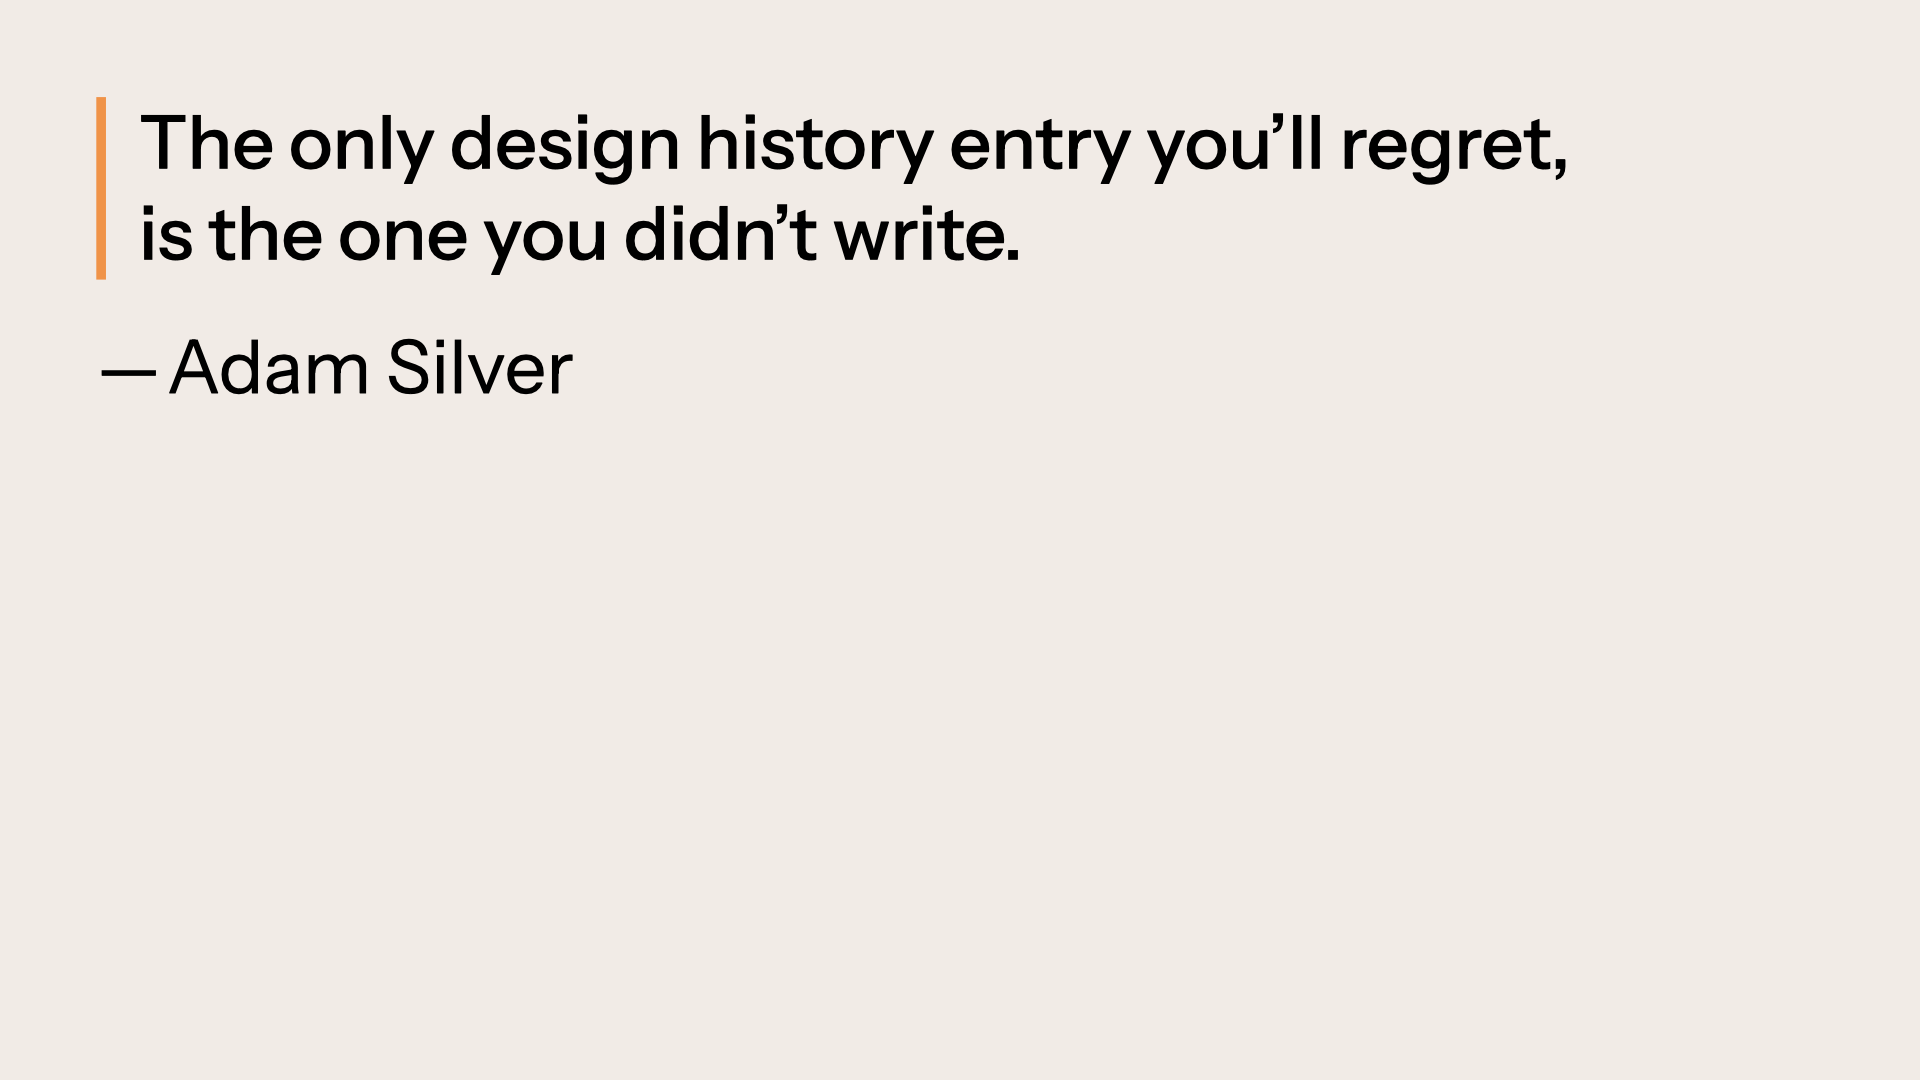 The only design history entry you’ll regret,
is the one you didn’t write.
— Adam Silver